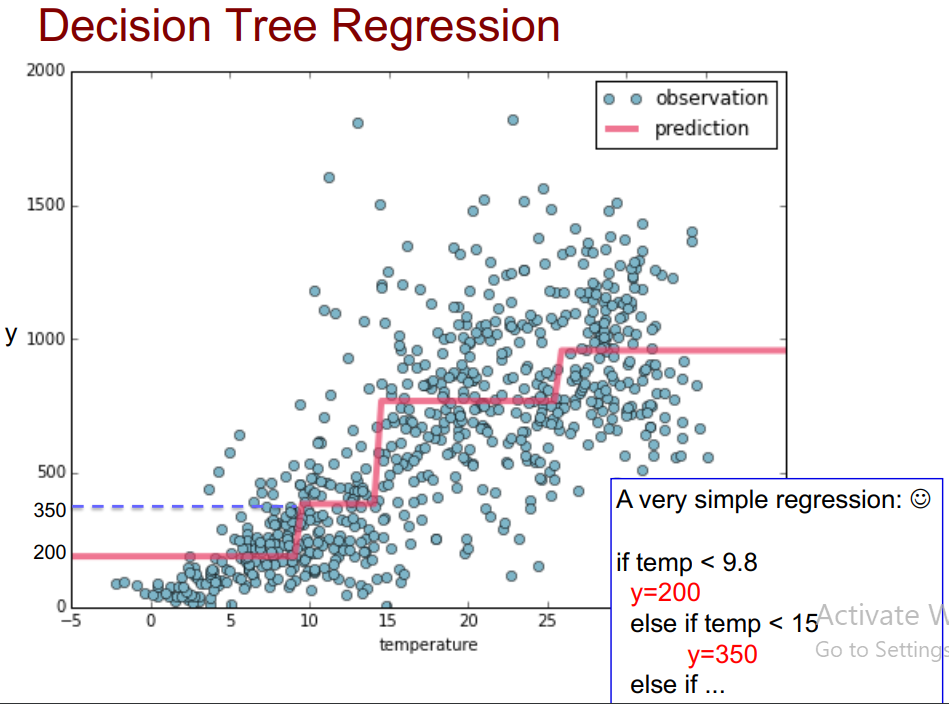 Decision Tree Regression
observation
prediction
2000
1500
y
1000
500
350
200
0
−5
0
5
10
15
20
25
temperature
A very simple regression: ☺
if temp < 9.8
y=200
else if temp < 15
y=350
else if ...
Activate W
Go to Settings